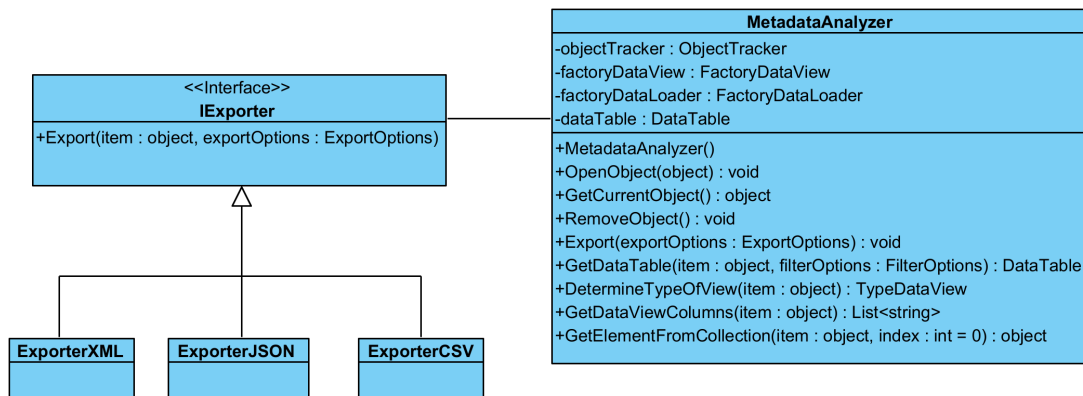 <<Interface>>
IExporter
+Export(item : object, exportOptions : ExportOptions)
ExporterXML
ExporterJSON
ExporterCSV
MetadataAnalyzer
-objectTracker : ObjectTracker
-factoryDataView : FactoryDataView
-factoryDataLoader : FactoryDataLoader
-dataTable : DataTable
+MetadataAnalyzer()
+OpenObject(object) : void
+GetCurrentObject() : object
+RemoveObject() : void
+Export(exportOptions : ExportOptions) : void
+GetDataTable(item : object, filterOptions : FilterOptions) : DataTable
+DetermineTypeOfView(item : object) : TypeDataView
+GetDataViewColumns(item : object) : List<string>
+GetElementFromCollection(item : object, index : int = 0) : object